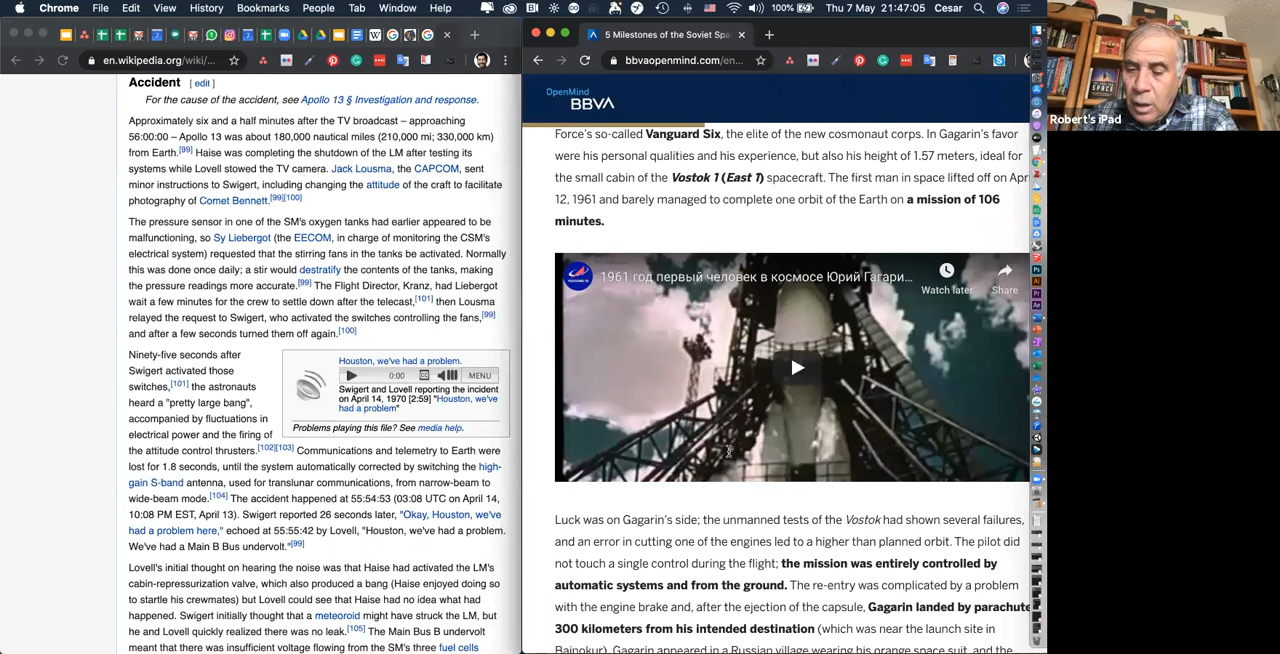 Chrome File Edit View History Bookmarks People Tab Window Help
100% Thu 7 May 21:47:05 Cesar
en.wikipedia.org/wiki/...
5 Milestones of the Soviet Spa
bbvaopenmind.com/en...
Accident [ edit ]
For the cause of the accident, see Apollo 13 § Investigation and response.
Approximately six and a half minutes after the TV broadcast – approaching
56:00:00 – Apollo 13 was about 180,000 nautical miles (210,000 mi; 330,000 km)
from Earth.[99] Haise was completing the shutdown of the LM after testing its
systems while Lovell stowed the TV camera. Jack Lousma, the CAPCOM, sent
minor instructions to Swigert, including changing the attitude of the craft to facilitate
photography of Comet Bennett.[99][100]
The pressure sensor in one of the SM's oxygen tanks had earlier appeared to be
malfunctioning, so Sy Liebergot (the EECOM, in charge of monitoring the CSM's
electrical system) requested that the stirring fans in the tanks be activated. Normally
this was done once daily; a stir would destratify the contents of the tanks, making
the pressure readings more accurate.[99] The Flight Director, Kranz, had Liebergot
wait a few minutes for the crew to settle down after the telecast,[101] then Lousma
relayed the request to Swigert, who activated the switches controlling the fans,[99]
and after a few seconds turned them off again.[100]
Ninety-five seconds after
Swigert activated those
switches,[101] the astronauts
heard a "pretty large bang",
accompanied by fluctuations in
electrical power and the firing of
the attitude control thrusters.[102][103] Communications and telemetry to Earth were
lost for 1.8 seconds, until the system automatically corrected by switching the high-
gain S-band antenna, used for translunar communications, from narrow-beam to
wide-beam mode.[104] The accident happened at 55:54:53 (03:08 UTC on April 14,
10:08 PM EST, April 13). Swigert reported 26 seconds later, "Okay, Houston, we've
had a problem here," echoed at 55:55:42 by Lovell, "Houston, we've had a problem.
We've had a Main B Bus undervolt."[99]
Lovell's initial thought on hearing the noise was that Haise had activated the LM's
cabin-repressurization valve, which also produced a bang (Haise enjoyed doing so
to startle his crewmates) but Lovell could see that Haise had no idea what had
happened. Swigert initially thought that a meteoroid might have struck the LM, but
he and Lovell quickly realized there was no leak.[105] The Main Bus B undervolt
meant that there was insufficient voltage flowing from the SM's three fuel cells
Houston, we've had a problem.
0:00 MENU
Swigert and Lovell reporting the incident
on April 14, 1970 [2:59] "Houston, we've
had a problem"
Problems playing this file? See media help.
OpenMind
BBVA
Force's so-called Vanguard Six, the elite of the new cosmonaut corps. In Gagarin's favor
were his personal qualities and his experience, but also his height of 1.57 meters, ideal for
the small cabin of the Vostok 1 (East 1) spacecraft. The first man in space lifted off on Apr
12, 1961 and barely managed to complete one orbit of the Earth on a mission of 106
minutes.
1961 год первый человек в космосе Юрий Гагари...
Watch later Share
Luck was on Gagarin's side; the unmanned tests of the Vostok had shown several failures,
and an error in cutting one of the engines led to a higher than planned orbit. The pilot did
not touch a single control during the flight; the mission was entirely controlled by
automatic systems and from the ground. The re-entry was complicated by a problem
with the engine brake and, after the ejection of the capsule, Gagarin landed by parachute
300 kilometers from his intended destination (which was near the launch site in
Bainokur). Gagarin appeared in a Russian village wearing his orange space suit, and the
Robert's iPad